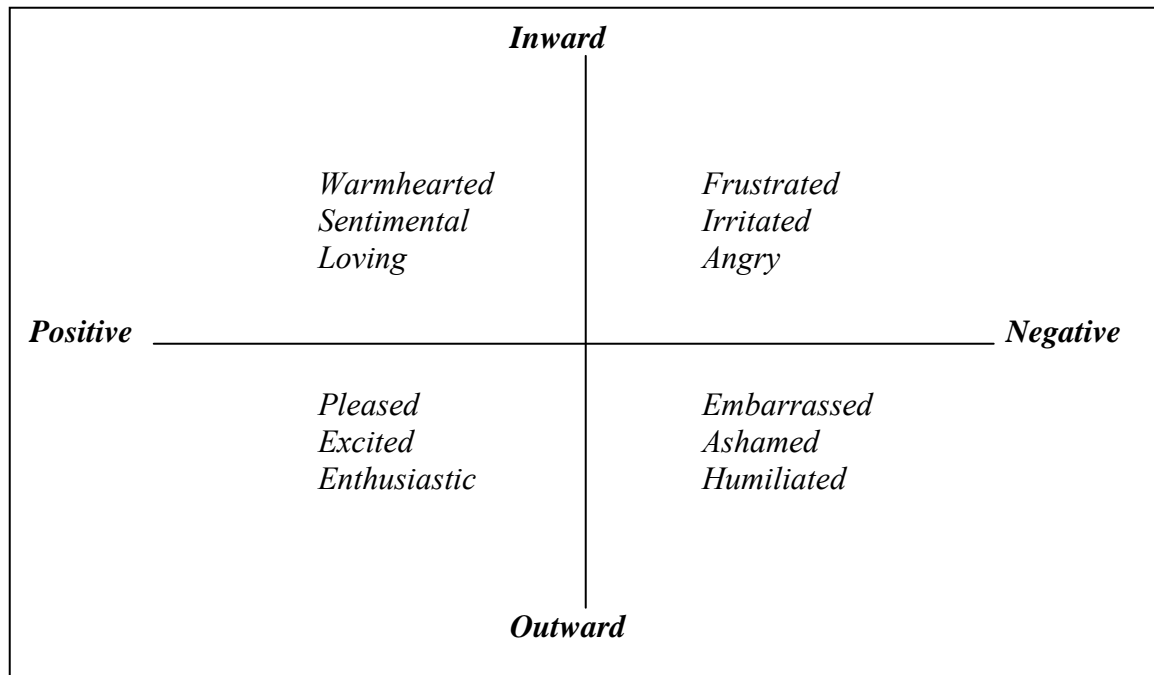 Inward
Warmhearted
Sentimental
Loving
Frustrated
Irritated
Angry
Positive
Negative
Pleased
Excited
Enthusiastic
Embarrassed
Ashamed
Humiliated
Outward